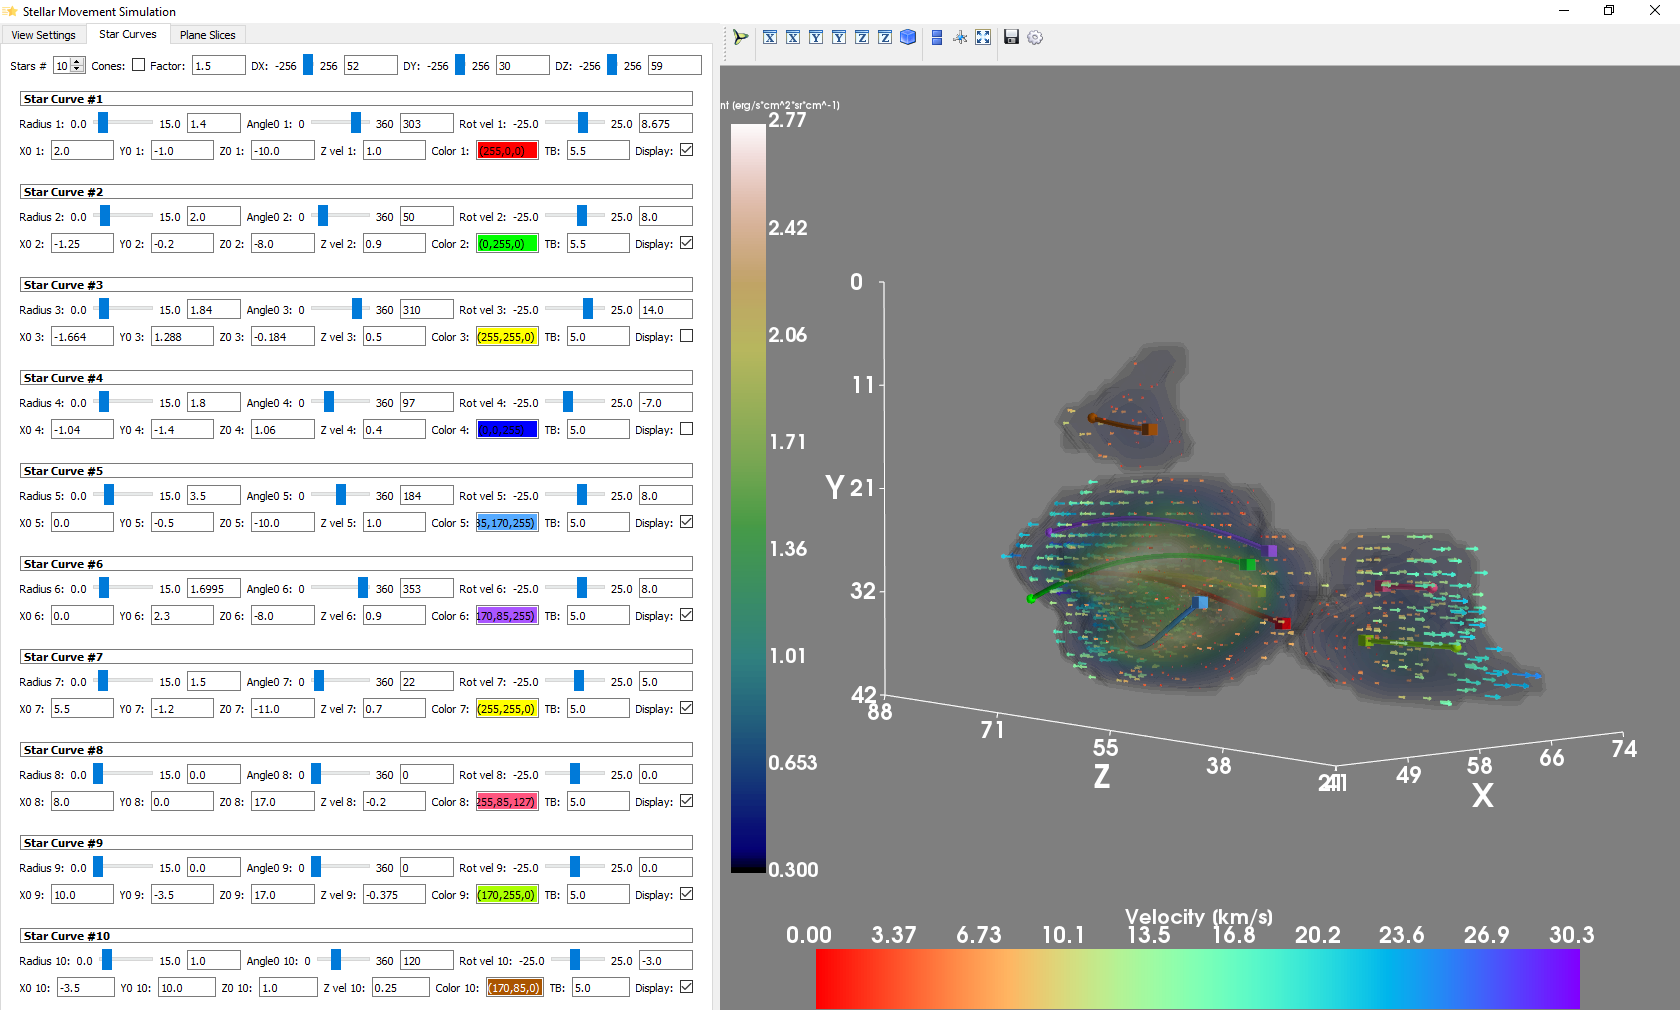 Stellar Movement Simulation
View Settings Star Curves Plane Slices
Stars # 10 Cones: Factor: 1.5 DX: -256 256 52 DY: -256 256 30 DZ: -256 256 59
Star Curve #1
Radius 1: 0.0 15.0 1.4 Angle0 1: 0 360 303 Rot vel 1: -25.0 25.0 8.675
X0 1: 2.0 Y0 1: -1.0 Z0 1: -10.0 Z vel 1: 1.0 Color 1: (255,0,0) TB: 5.5 Display:
Star Curve #2
Radius 2: 0.0 15.0 2.0 Angle0 2: 0 360 50 Rot vel 2: -25.0 25.0 8.0
X0 2: -1.25 Y0 2: -0.2 Z0 2: -8.0 Z vel 2: 0.9 Color 2: (0,255,0) TB: 5.5 Display:
Star Curve #3
Radius 3: 0.0 15.0 1.84 Angle0 3: 0 360 310 Rot vel 3: -25.0 25.0 14.0
X0 3: -1.664 Y0 3: 1.288 Z0 3: -0.184 Z vel 3: 0.5 Color 3: (255,255,0) TB: 5.0 Display:
Star Curve #4
Radius 4: 0.0 15.0 1.8 Angle0 4: 0 360 97 Rot vel 4: -25.0 25.0 -7.0
X0 4: -1.04 Y0 4: -1.4 Z0 4: 1.06 Z vel 4: 0.4 Color 4: (0,0,255) TB: 5.0 Display:
Star Curve #5
Radius 5: 0.0 15.0 3.5 Angle0 5: 0 360 184 Rot vel 5: -25.0 25.0 8.0
X0 5: 0.0 Y0 5: -0.5 Z0 5: -10.0 Z vel 5: 1.0 Color 5: 35,170,255) TB: 5.0 Display:
Star Curve #6
Radius 6: 0.0 15.0 1.6995 Angle0 6: 0 360 353 Rot vel 6: -25.0 25.0 8.0
X0 6: 0.0 Y0 6: 2.3 Z0 6: -8.0 Z vel 6: 0.9 Color 6: 170,85,255) TB: 5.0 Display:
Star Curve #7
Radius 7: 0.0 15.0 1.5 Angle0 7: 0 360 22 Rot vel 7: -25.0 25.0 5.0
X0 7: 5.5 Y0 7: -1.2 Z0 7: -11.0 Z vel 7: 0.7 Color 7: (255,255,0) TB: 5.0 Display:
Star Curve #8
Radius 8: 0.0 15.0 0.0 Angle0 8: 0 360 0 Rot vel 8: -25.0 25.0 0.0
X0 8: 8.0 Y0 8: 0.0 Z0 8: 17.0 Z vel 8: -0.2 Color 8: 255,85,127) TB: 5.0 Display:
Star Curve #9
Radius 9: 0.0 15.0 0.0 Angle0 9: 0 360 0 Rot vel 9: -25.0 25.0 0.0
X0 9: 10.0 Y0 9: -3.5 Z0 9: 17.0 Z vel 9: -0.375 Color 9: (170,255,0) TB: 5.0 Display:
Star Curve #10
Radius 10: 0.0 15.0 1.0 Angle0 10: 0 360 120 Rot vel 10: -25.0 25.0 -3.0
X0 10: -3.5 Y0 10: 10.0 Z0 10: 1.0 Z vel 10: 0.25 Color 10: (170,85,0) TB: 5.0 Display:
X X Y Y Z Z
nt (erg/s*cm^2*sr*cm^-1)
2.77
2.42
2.06
1.71
1.36
1.01
0.653
0.300
0
11
Y 21
32
42
88
71
55
38
21
Z
41
49
58
66
74
X
Velocity (km/s)
0.00 3.37 6.73 10.1 13.5 16.8 20.2 23.6 26.9 30.3